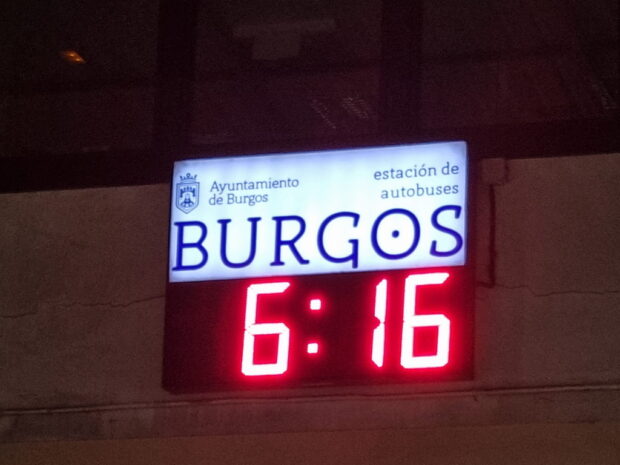 Ayuntamiento
de Burgos
estación de
autobuses
BURGOS
6:16